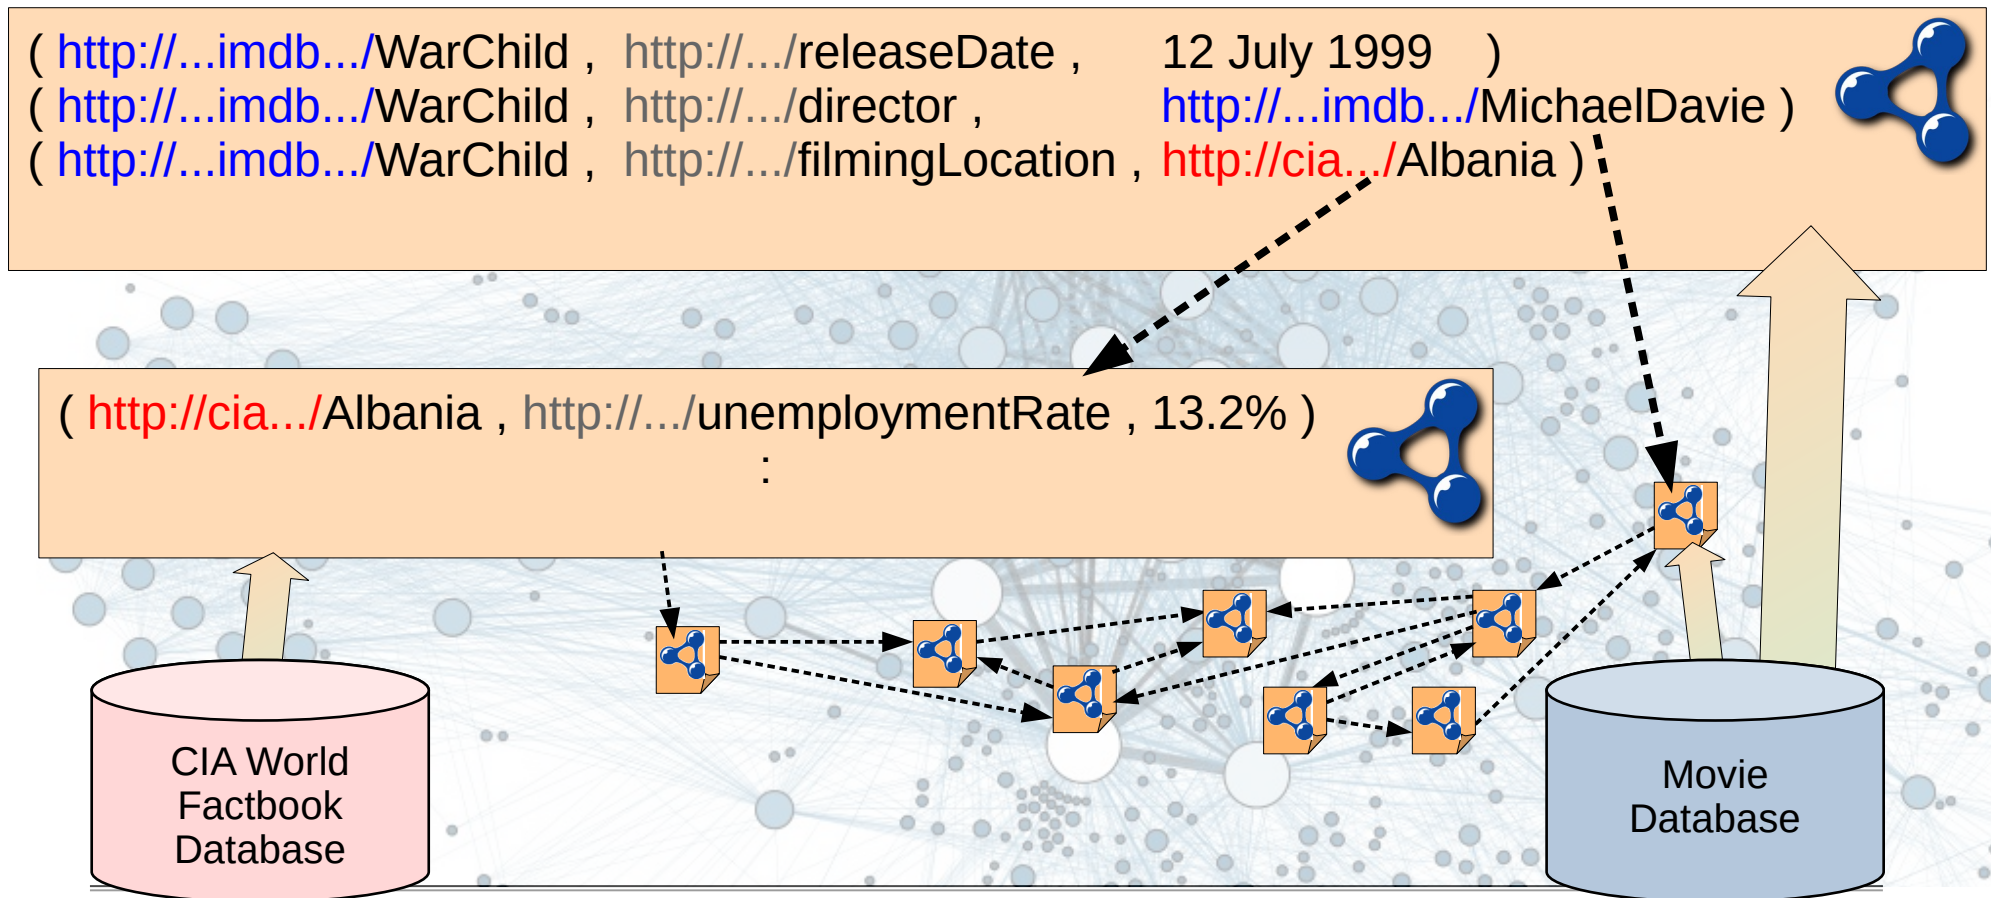 ( http://...imdb.../WarChild , http://.../releaseDate , 12 July 1999 )
( http://...imdb.../WarChild , http://.../director , http://...imdb.../MichaelDavie )
( http://...imdb.../WarChild , http://.../filmingLocation , http://cia.../Albania )
( http://cia.../Albania , http://.../unemploymentRate , 13.2% )
:
CIA World
Factbook
Database
Movie
Database